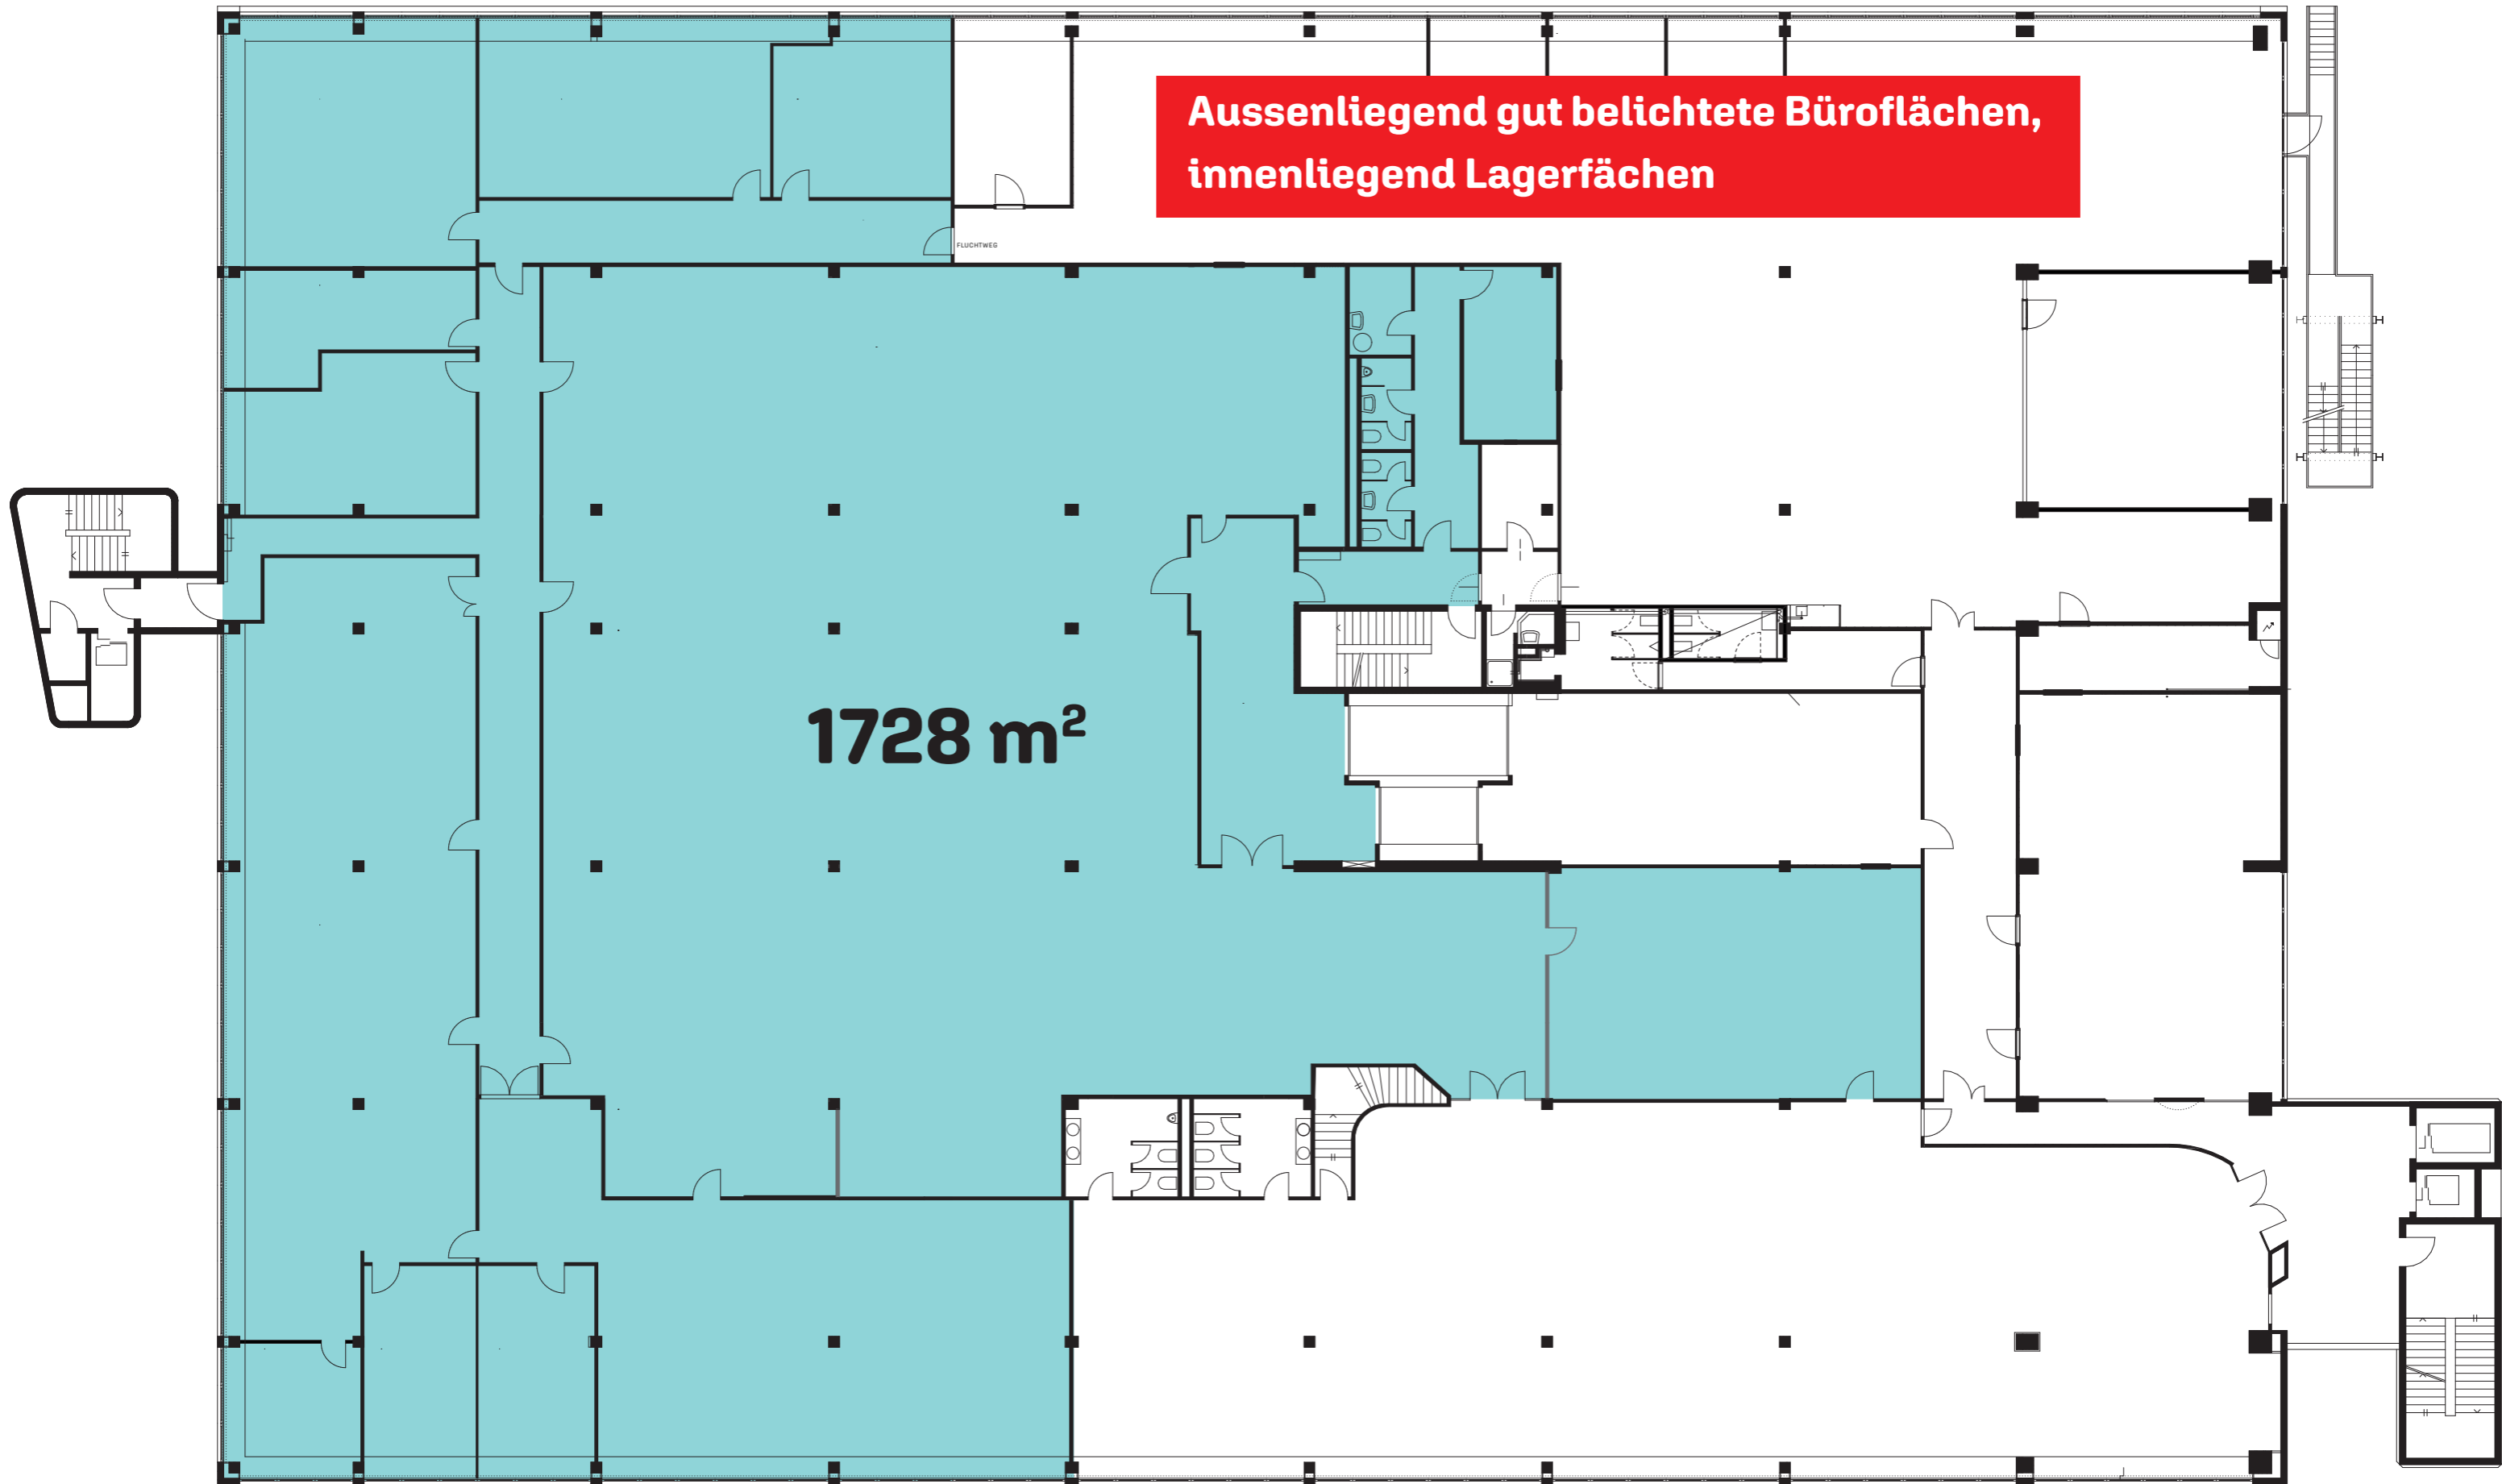 Aussenliegend gut belichtete Büroflächen,
innenliegend Lagerfächen
FLUCHTWEG
1728 m²